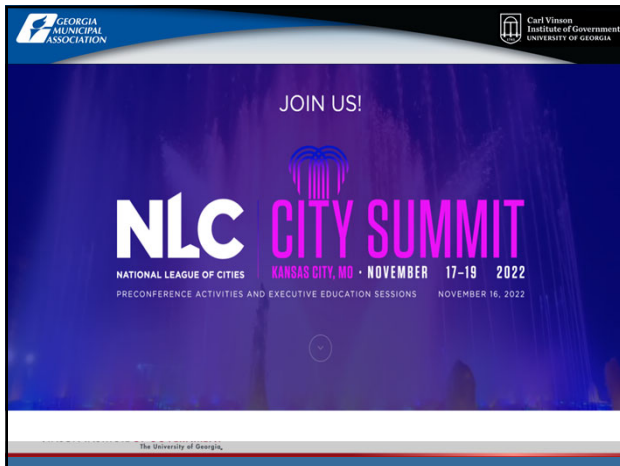 GEORGIA
MUNICIPAL
ASSOCIATION
Carl Vinson
Institute of Government
UNIVERSITY OF GEORGIA
JOIN US!
NLC CITY SUMMIT
NATIONAL LEAGUE OF CITIES KANSAS CITY, MO • NOVEMBER 17–19 2022
PRECONFERENCE ACTIVITIES AND EXECUTIVE EDUCATION SESSIONS NOVEMBER 16, 2022
The University of Georgia